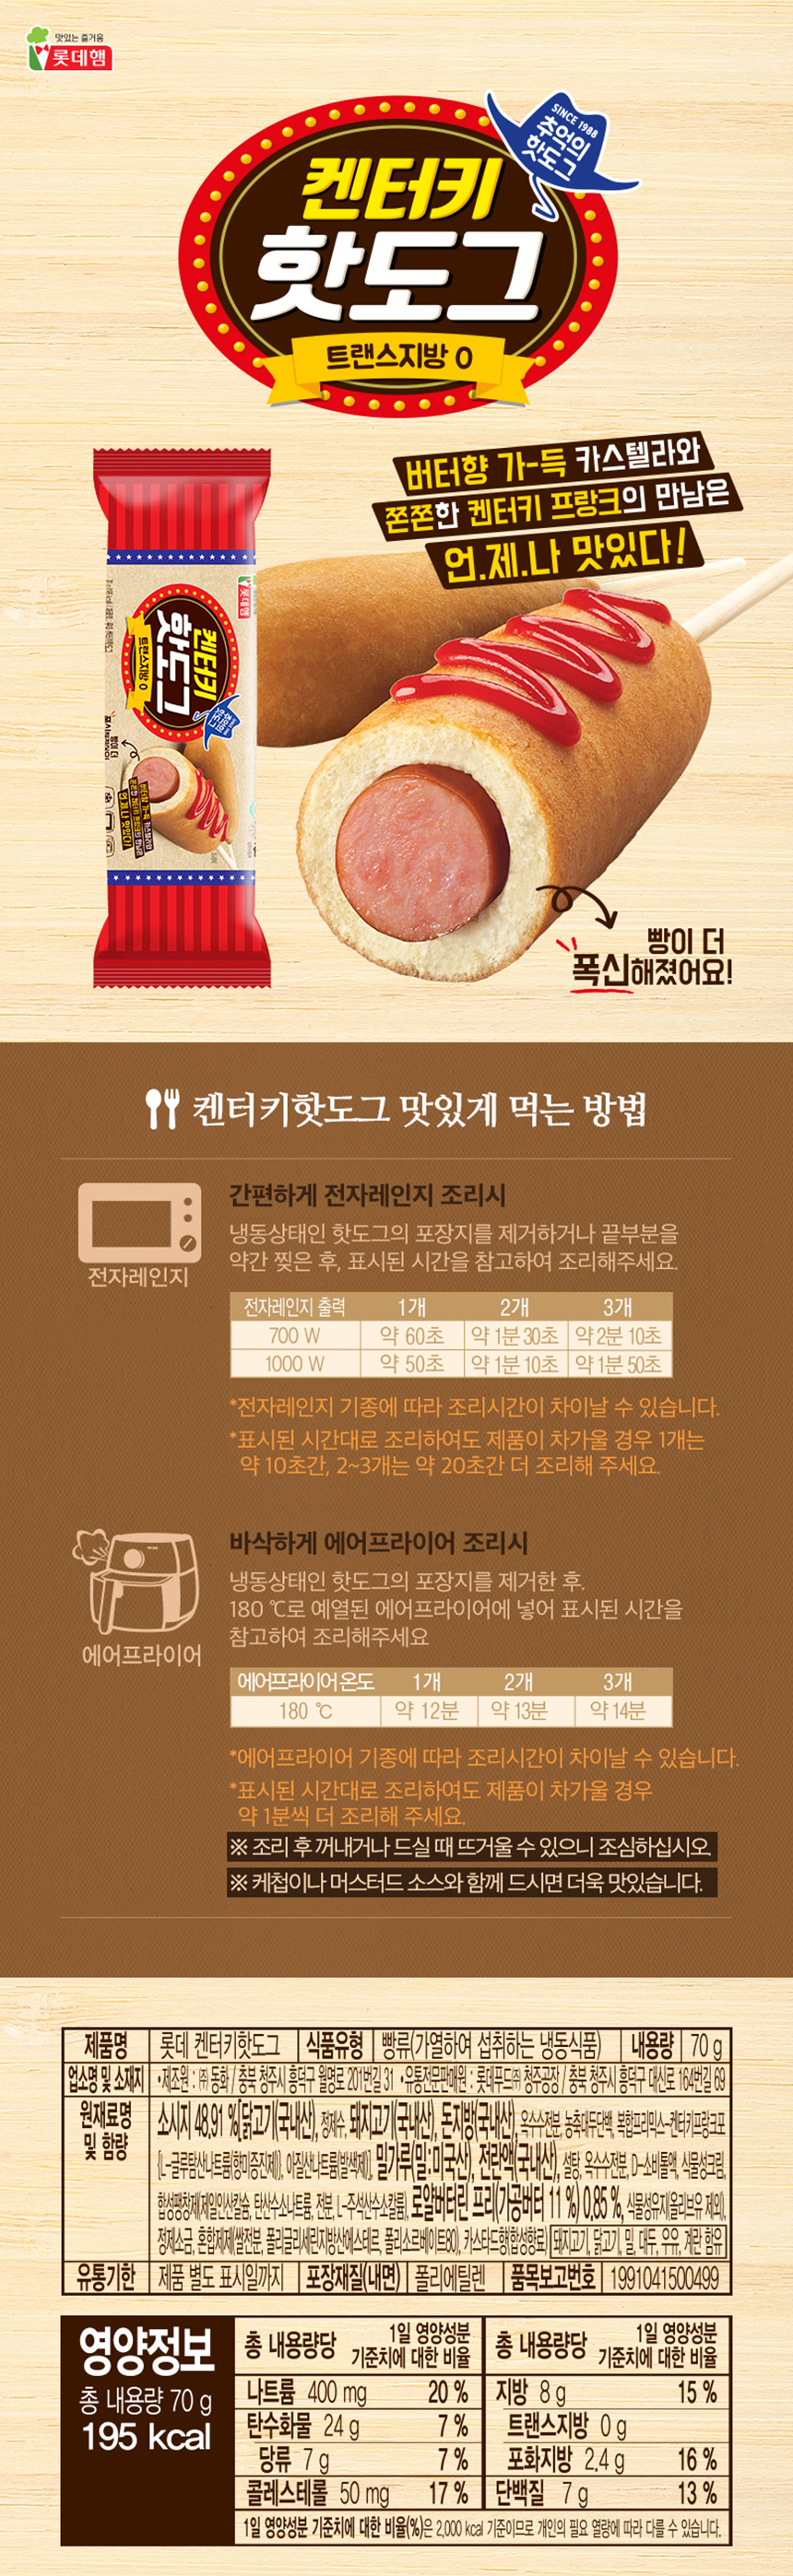 맛있는 즐거움
롯데햄
SINCE 1988
추억의
핫도그
켄터키
핫도그
트랜스지방 0
버터향 가-득 카스텔라와
쫀쫀한 켄터키 프랑크의 만남은
언.제.나 맛있다!
롯데햄
켄터키
핫도그
트랜스지방 0
빵이 더
폭신해졌어요!
켄터키핫도그 맛있게 먹는 방법
간편하게 전자레인지 조리시
냉동상태인 핫도그의 포장지를 제거하거나 끝부분을
약간 찢은 후, 표시된 시간을 참고하여 조리해주세요.
전자레인지
전자레인지 출력 1개 2개 3개
700 W 약 60초 약 1분 30초 약 2분 10초
1000 W 약 50초 약 1분 10초 약 1분 50초
*전자레인지 기종에 따라 조리시간이 차이날 수 있습니다.
*표시된 시간대로 조리하여도 제품이 차가울 경우 1개는
약 10초간, 2~3개는 약 20초간 더 조리해 주세요.
바삭하게 에어프라이어 조리시
냉동상태인 핫도그의 포장지를 제거한 후.
180 ℃로 예열된 에어프라이어에 넣어 표시된 시간을
참고하여 조리해주세요
에어프라이어
에어프라이어 온도 1개 2개 3개
180 ℃ 약 12분 약 13분 약 14분
*에어프라이어 기종에 따라 조리시간이 차이날 수 있습니다.
*표시된 시간대로 조리하여도 제품이 차가울 경우
약 1분씩 더 조리해 주세요.
※ 조리 후 꺼내거나 드실 때 뜨거울 수 있으니 조심하십시오.
※ 케첩이나 머스터드 소스와 함께 드시면 더욱 맛있습니다.
제품명 롯데 켄터키핫도그 식품유형 빵류(가열하여 섭취하는 냉동식품) 내용량 70 g
업소명 및 소재지 •제조원 : ㈜ 동화 / 충북 청주시 흥덕구 월명로 201번길 31 •유통전문판매원 : 롯데푸드㈜ 청주공장 / 충북 청주시 흥덕구 대신로 164번길 69
원재료명 및 함량 소시지 48.91 %[닭고기(국내산), 정제수, 돼지고기(국내산), 돈지방(국내산), 옥수수전분, 농축대두단백, 복합프리믹스-켄터키프랑크포
{L-글루탐산나트륨(향미증진제)}, 아질산나트륨(발색제)], 밀가루(밀:미국산), 전란액(국내산), 설탕, 옥수수전분, D-소비톨액, 식물성크림,
합성팽창제(제일인산칼슘, 탄산수소나트륨, 전분, L-주석산수소칼륨), 로얄버터린 프리(가공버터 11 %) 0.85 %, 식물성유지(올리브유 제외),
정제소금, 혼합제제(쌀전분, 폴리글리세린지방산에스테르, 폴리소르베이트80), 카스타드향(합성향료) 돼지고기, 닭고기, 밀, 대두, 우유, 계란 함유
유통기한 제품 별도 표시일까지 포장재질(내면) 폴리에틸렌 품목보고번호 1991041500499
영양정보
총 내용량 70 g
195 kcal
총 내용량당 1일 영양성분 기준치에 대한 비율 총 내용량당 1일 영양성분 기준치에 대한 비율
나트륨 400 mg 20 % 지방 8 g 15 %
탄수화물 24 g 7 % 트랜스지방 0 g
당류 7 g 7 % 포화지방 2.4 g 16 %
콜레스테롤 50 mg 17 % 단백질 7 g 13 %
1일 영양성분 기준치에 대한 비율(%)은 2,000 kcal 기준이므로 개인의 필요 열량에 따라 다를 수 있습니다.